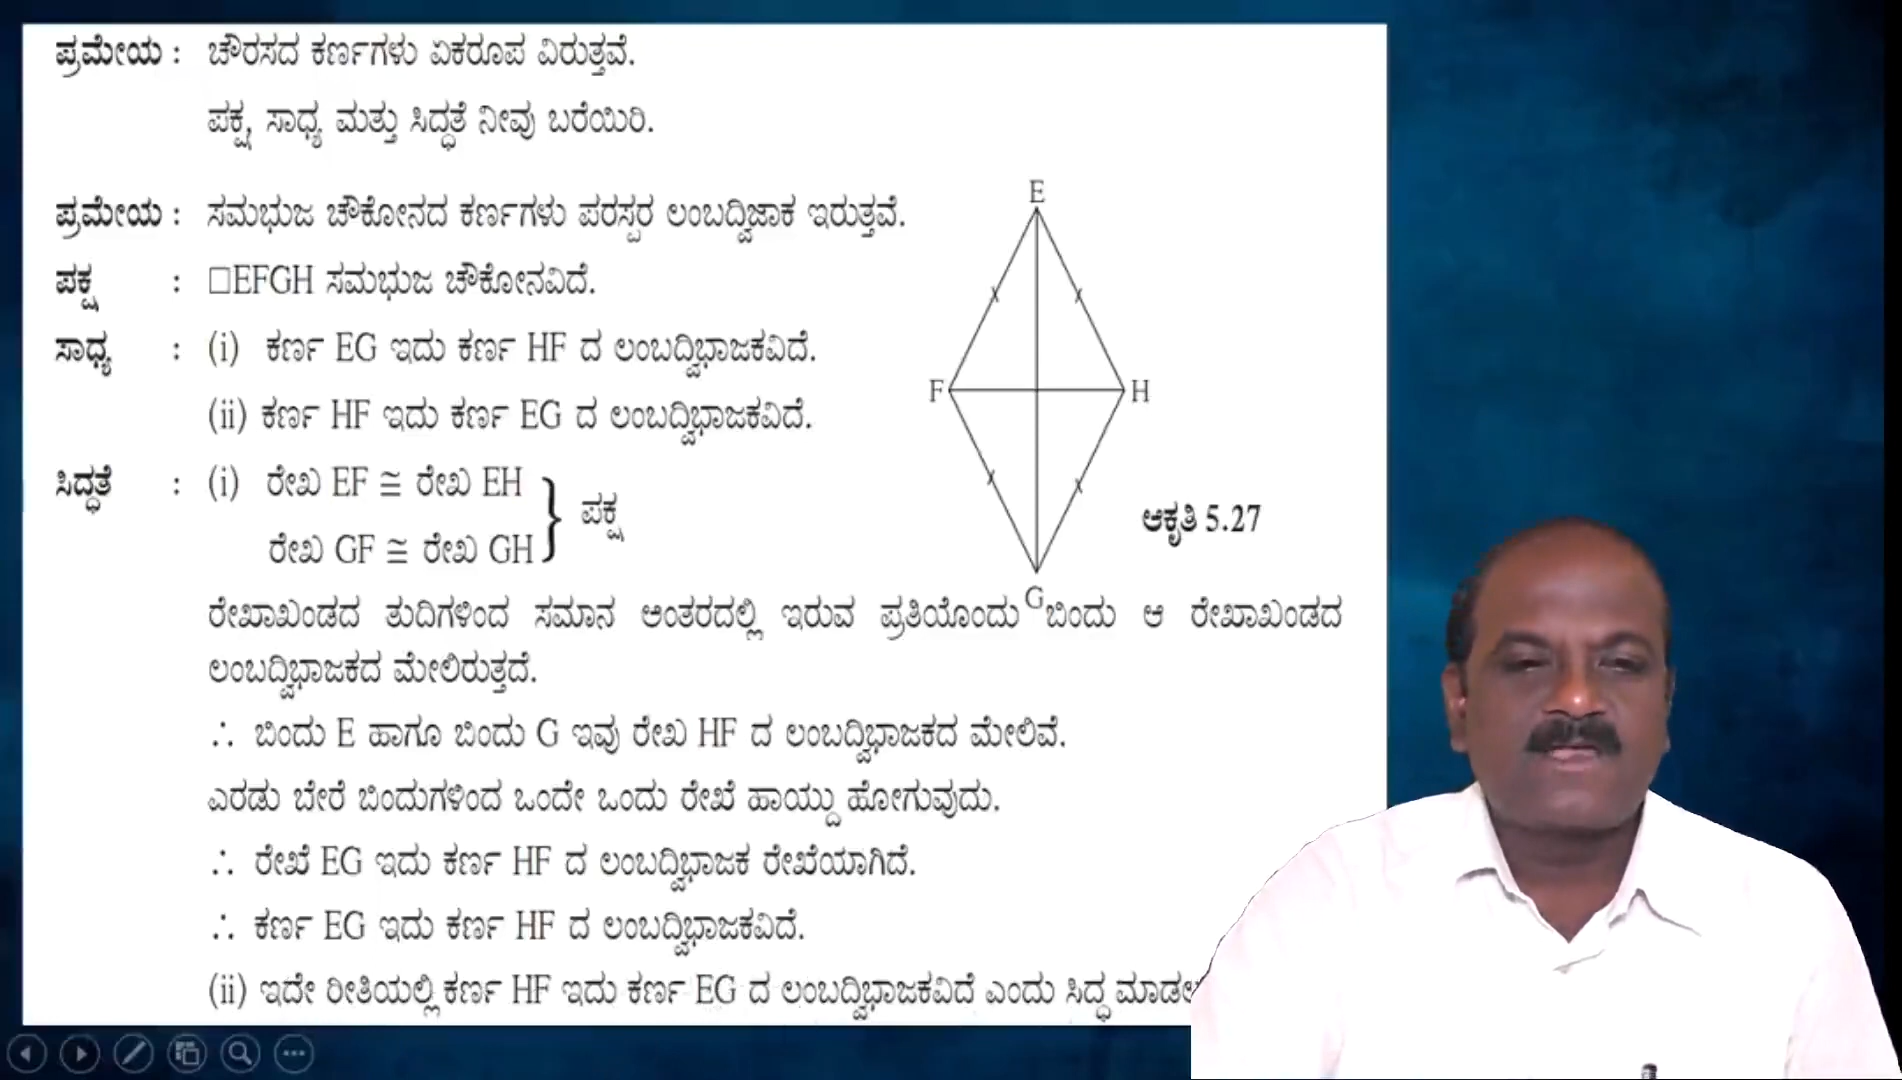 ಪ್ರಮೇಯ : ಚೌರಸದ ಕರ್ಣಗಳು ಏಕರೂಪ ವಿರುತ್ತವೆ.
ಪಕ್ಷ, ಸಾಧ್ಯ ಮತ್ತು ಸಿದ್ಧತೆ ನೀವು ಬರೆಯಿರಿ.
ಪ್ರಮೇಯ : ಸಮಭುಜ ಚೌಕೋನದ ಕರ್ಣಗಳು ಪರಸ್ಪರ ಲಂಬದ್ವಿಜಾಕ ಇರುತ್ತವೆ.
ಪಕ್ಷ : □EFGH ಸಮಭುಜ ಚೌಕೋನವಿದೆ.
ಸಾಧ್ಯ : (i) ಕರ್ಣ EG ಇದು ಕರ್ಣ HF ದ ಲಂಬದ್ವಿಭಾಜಕವಿದೆ.
(ii) ಕರ್ಣ HF ಇದು ಕರ್ಣ EG ದ ಲಂಬದ್ವಿಭಾಜಕವಿದೆ.
ಸಿದ್ಧತೆ : (i) ರೇಖ EF ≅ ರೇಖ EH
ರೇಖ GF ≅ ರೇಖ GH } ಪಕ್ಷ
E
F
H
G
ಆಕೃತಿ 5.27
ರೇಖಾಖಂಡದ ತುದಿಗಳಿಂದ ಸಮಾನ ಅಂತರದಲ್ಲಿ ಇರುವ ಪ್ರತಿಯೊಂದು ಬಿಂದು ಆ ರೇಖಾಖಂಡದ
ಲಂಬದ್ವಿಭಾಜಕದ ಮೇಲಿರುತ್ತದೆ.
∴ ಬಿಂದು E ಹಾಗೂ ಬಿಂದು G ಇವು ರೇಖ HF ದ ಲಂಬದ್ವಿಭಾಜಕದ ಮೇಲಿವೆ.
ಎರಡು ಬೇರೆ ಬಿಂದುಗಳಿಂದ ಒಂದೇ ಒಂದು ರೇಖೆ ಹಾಯ್ದು ಹೋಗುವುದು.
∴ ರೇಖೆ EG ಇದು ಕರ್ಣ HF ದ ಲಂಬದ್ವಿಭಾಜಕ ರೇಖೆಯಾಗಿದೆ.
∴ ಕರ್ಣ EG ಇದು ಕರ್ಣ HF ದ ಲಂಬದ್ವಿಭಾಜಕವಿದೆ.
(ii) ಇದೇ ರೀತಿಯಲ್ಲಿ ಕರ್ಣ HF ಇದು ಕರ್ಣ EG ದ ಲಂಬದ್ವಿಭಾಜಕವಿದೆ ಎಂದು ಸಿದ್ಧ